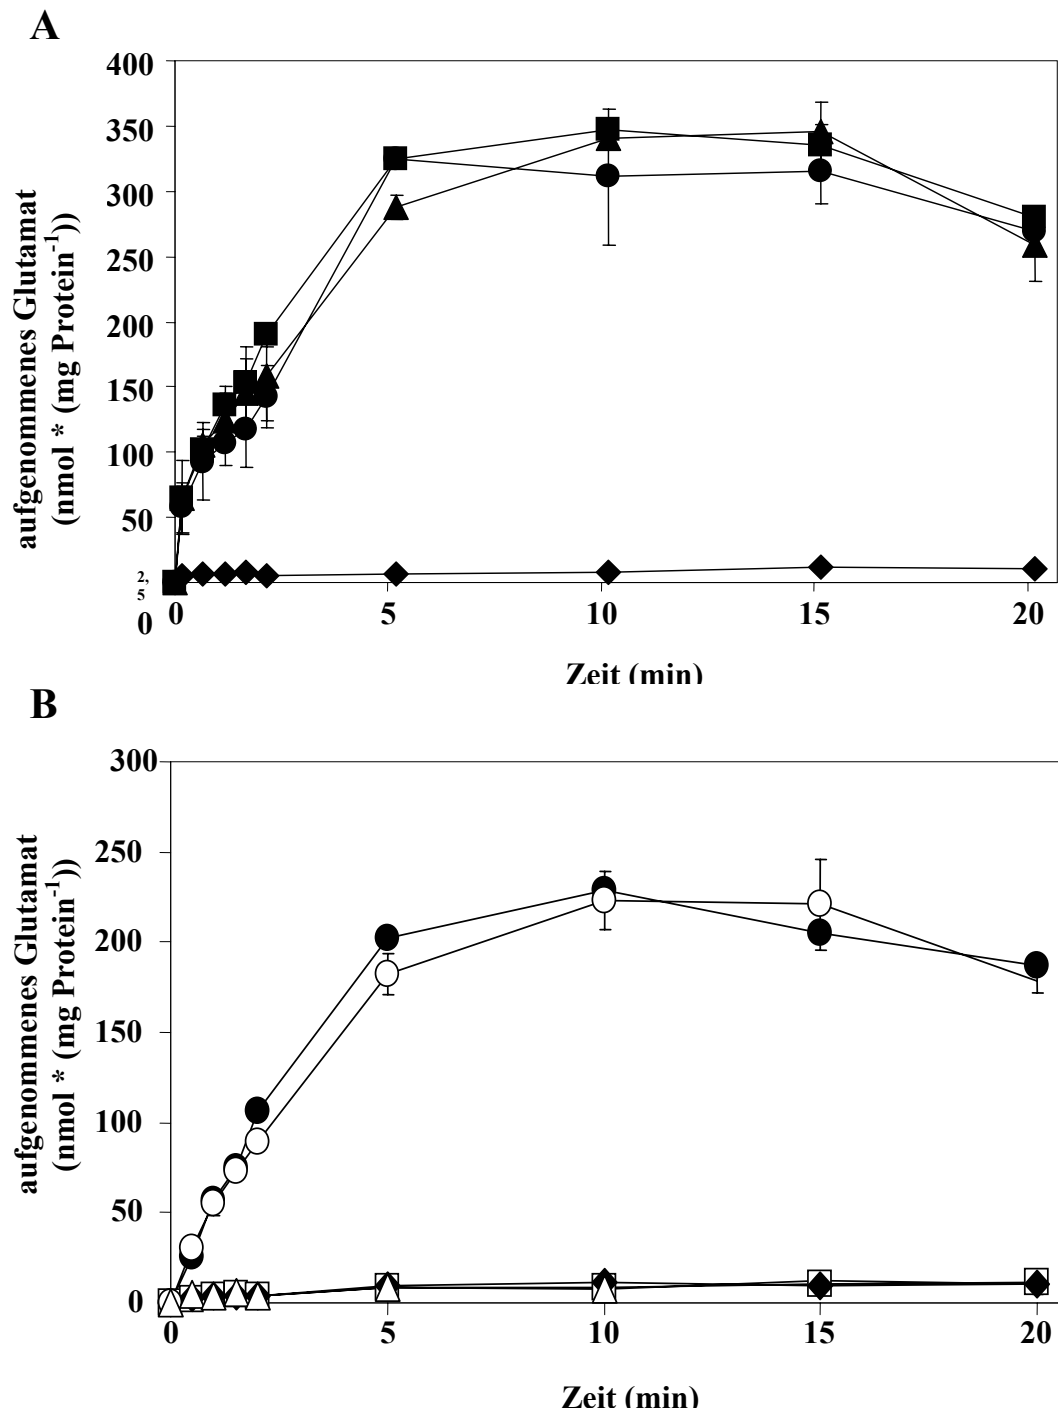 A
400
350
300
250
200
150
100
50
2,
5
0
0 5 10 15 20
aufgenommenes Glutamat
(nmol * (mg Protein-1))
Zeit (min)
B
300
250
200
150
100
50
0
0 5 10 15 20
aufgenommenes Glutamat
(nmol * (mg Protein-1))
Zeit (min)